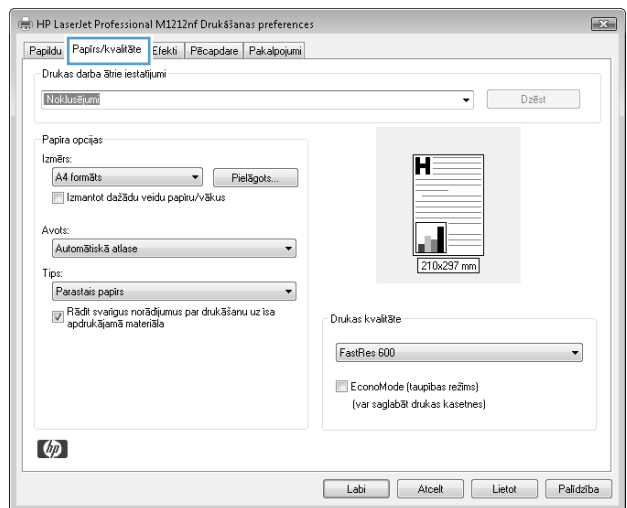 HP LaserJet Professional M1212nf Drukāšanas preferences
Papildu Papīrs/kvalitāte Efekti Pēcapdare Pakalpojumi
Drukas darba ātrie iestatījumi
Noklusējumi
Dzēst
Papīra opcijas
Izmērs:
A4 formāts
Pielāgots...
Izmantot dažādu veidu papīru/vākus
Avots:
Automātiskā atlase
Tips:
Parastais papīrs
Rādīt svarīgus norādījumus par drukāšanu uz īsa
apdrukājamā materiāla
H
210x297 mm
Drukas kvalitāte
FastRes 600
EconoMode (taupības režīms)
(var saglabāt drukas kasetnes)
hp
Labi Atcelt Lietot Palīdzība